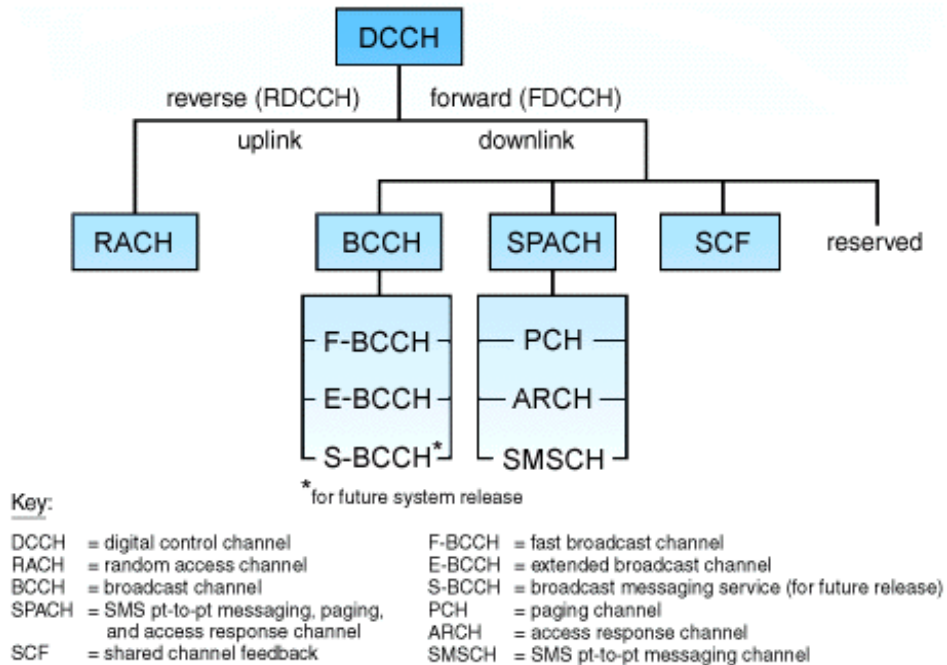 DCCH
reverse (RDCCH) forward (FDCCH)
uplink downlink
RACH BCCH SPACH SCF reserved
F-BCCH PCH
E-BCCH ARCH
S-BCCH* SMSCH
*for future system release
Key:
DCCH = digital control channel
RACH = random access channel
BCCH = broadcast channel
SPACH = SMS pt-to-pt messaging, paging,
and access response channel
SCF = shared channel feedback
F-BCCH = fast broadcast channel
E-BCCH = extended broadcast channel
S-BCCH = broadcast messaging service (for future release)
PCH = paging channel
ARCH = access response channel
SMSCH = SMS pt-to-pt messaging channel